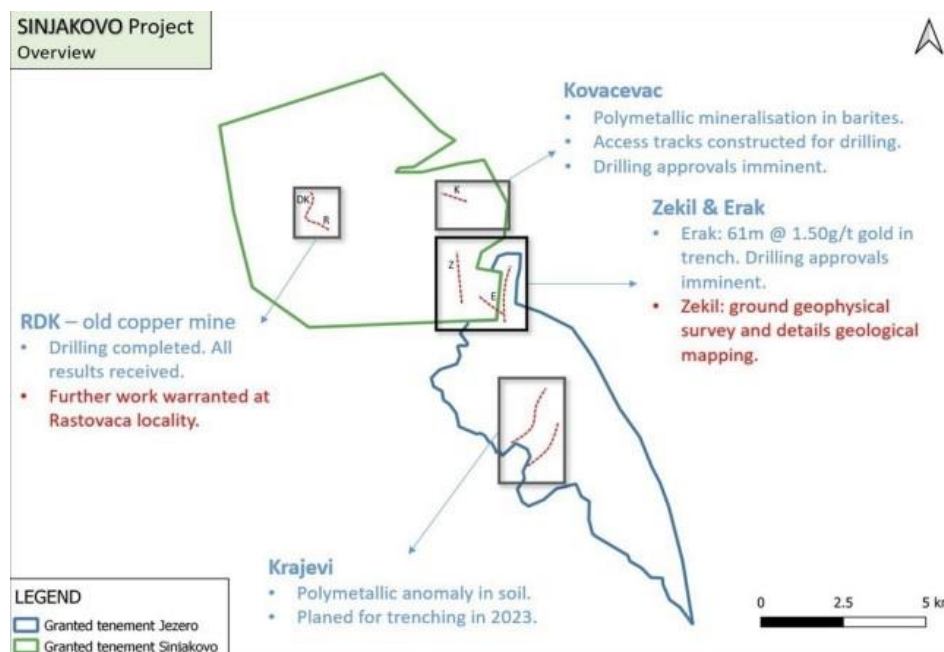 SINJAKOVO Project
Overview
Kovacevac
• Polymetallic mineralisation in barites.
• Access tracks constructed for drilling.
• Drilling approvals imminent.
K
DK
R
Zekil & Erak
• Erak: 61m @ 1.50g/t gold in
trench. Drilling approvals
imminent.
• Zekil: ground geophysical
survey and details geological
mapping.
Z
E
RDK – old copper mine
• Drilling completed. All
results received.
• Further work warranted at
Rastovaca locality.
Krajevi
• Polymetallic anomaly in soil.
• Planed for trenching in 2023.
LEGEND
Granted tenement Jezero
Granted tenement Sinjakovo
0 2.5 5 km